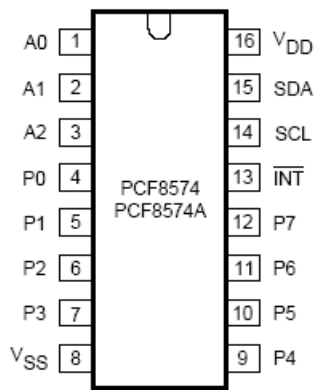 A0 1 16 VDD
A1 2 15 SDA
A2 3 14 SCL
P0 4 13 I̅N̅T̅
PCF8574
PCF8574A
P1 5 12 P7
P2 6 11 P6
P3 7 10 P5
VSS 8 9 P4